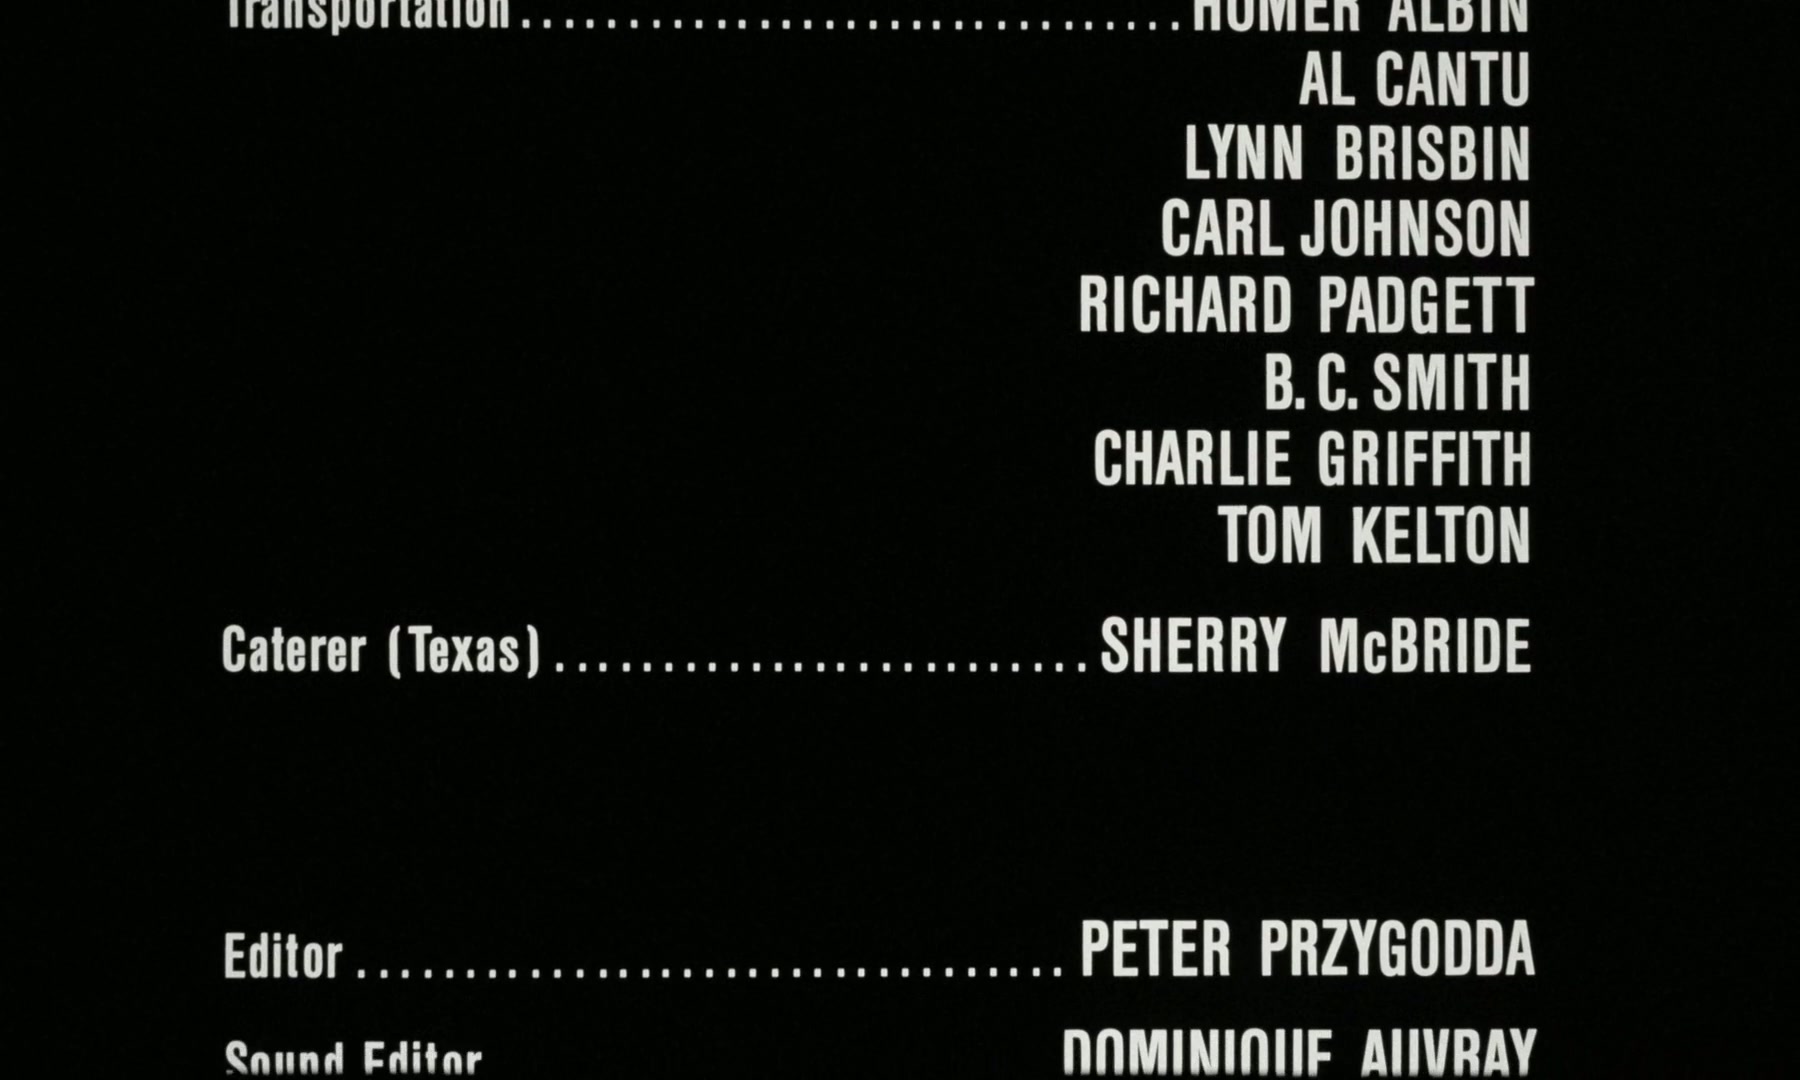 Transportation.............................. HOMER ALBIN
AL CANTU
LYNN BRISBIN
CARL JOHNSON
RICHARD PADGETT
B. C. SMITH
CHARLIE GRIFFITH
TOM KELTON
Caterer (Texas)......................... SHERRY McBRIDE
Editor................................. PETER PRZYGODDA
Sound Editor DOMINIQUE AUVRAY